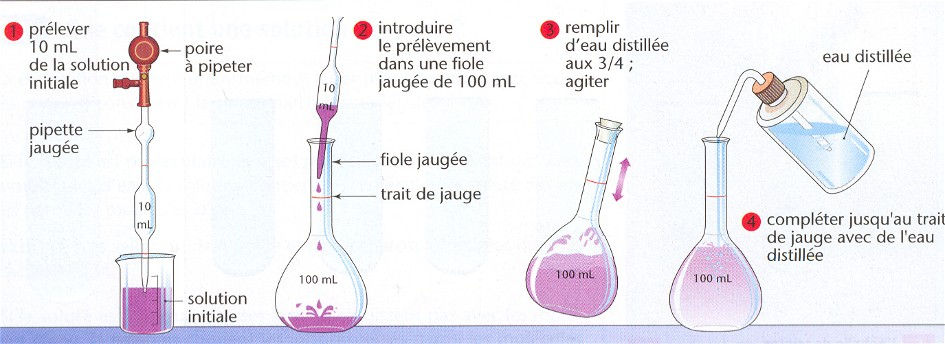 1 prélever
10 mL
de la solution
initiale
poire
à pipeter
pipette
jaugée
10
mL
solution
initiale
2 introduire
le prélèvement
dans une fiole
jaugée de 100 mL
10
mL
fiole jaugée
trait de jauge
100 mL
3 remplir
d'eau distillée
aux 3/4 ;
agiter
100 mL
eau distillée
100 mL
4 compléter jusqu'au trait
de jauge avec de l'eau
distillée